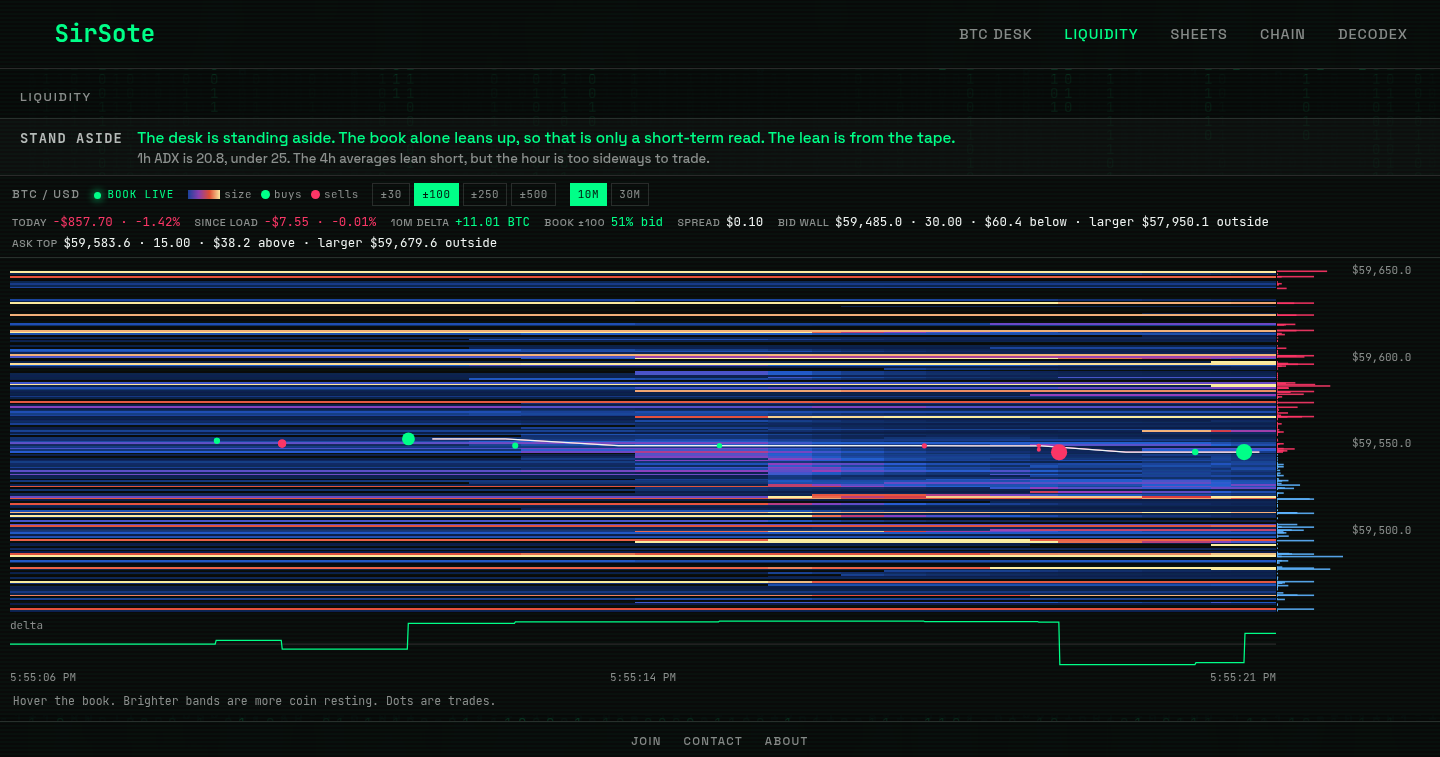 SirSote
BTC DESK LIQUIDITY SHEETS CHAIN DECODEX
LIQUIDITY
STAND ASIDE The desk is standing aside. The book alone leans up, so that is only a short-term read. The lean is from the tape.
1h ADX is 20.8, under 25. The 4h averages lean short, but the hour is too sideways to trade.
BTC / USD BOOK LIVE size buys sells ±30 ±100 ±250 ±500 10M 30M
TODAY -$857.70 · -1.42% SINCE LOAD -$7.55 · -0.01% 10M DELTA +11.01 BTC BOOK ±100 51% bid SPREAD $0.10 BID WALL $59,485.0 · 30.00 · $60.4 below · larger $57,950.1 outside
ASK TOP $59,583.6 · 15.00 · $38.2 above · larger $59,679.6 outside
$59,650.0
$59,600.0
$59,550.0
$59,500.0
delta
5:55:06 PM 5:55:14 PM 5:55:21 PM
Hover the book. Brighter bands are more coin resting. Dots are trades.
JOIN CONTACT ABOUT